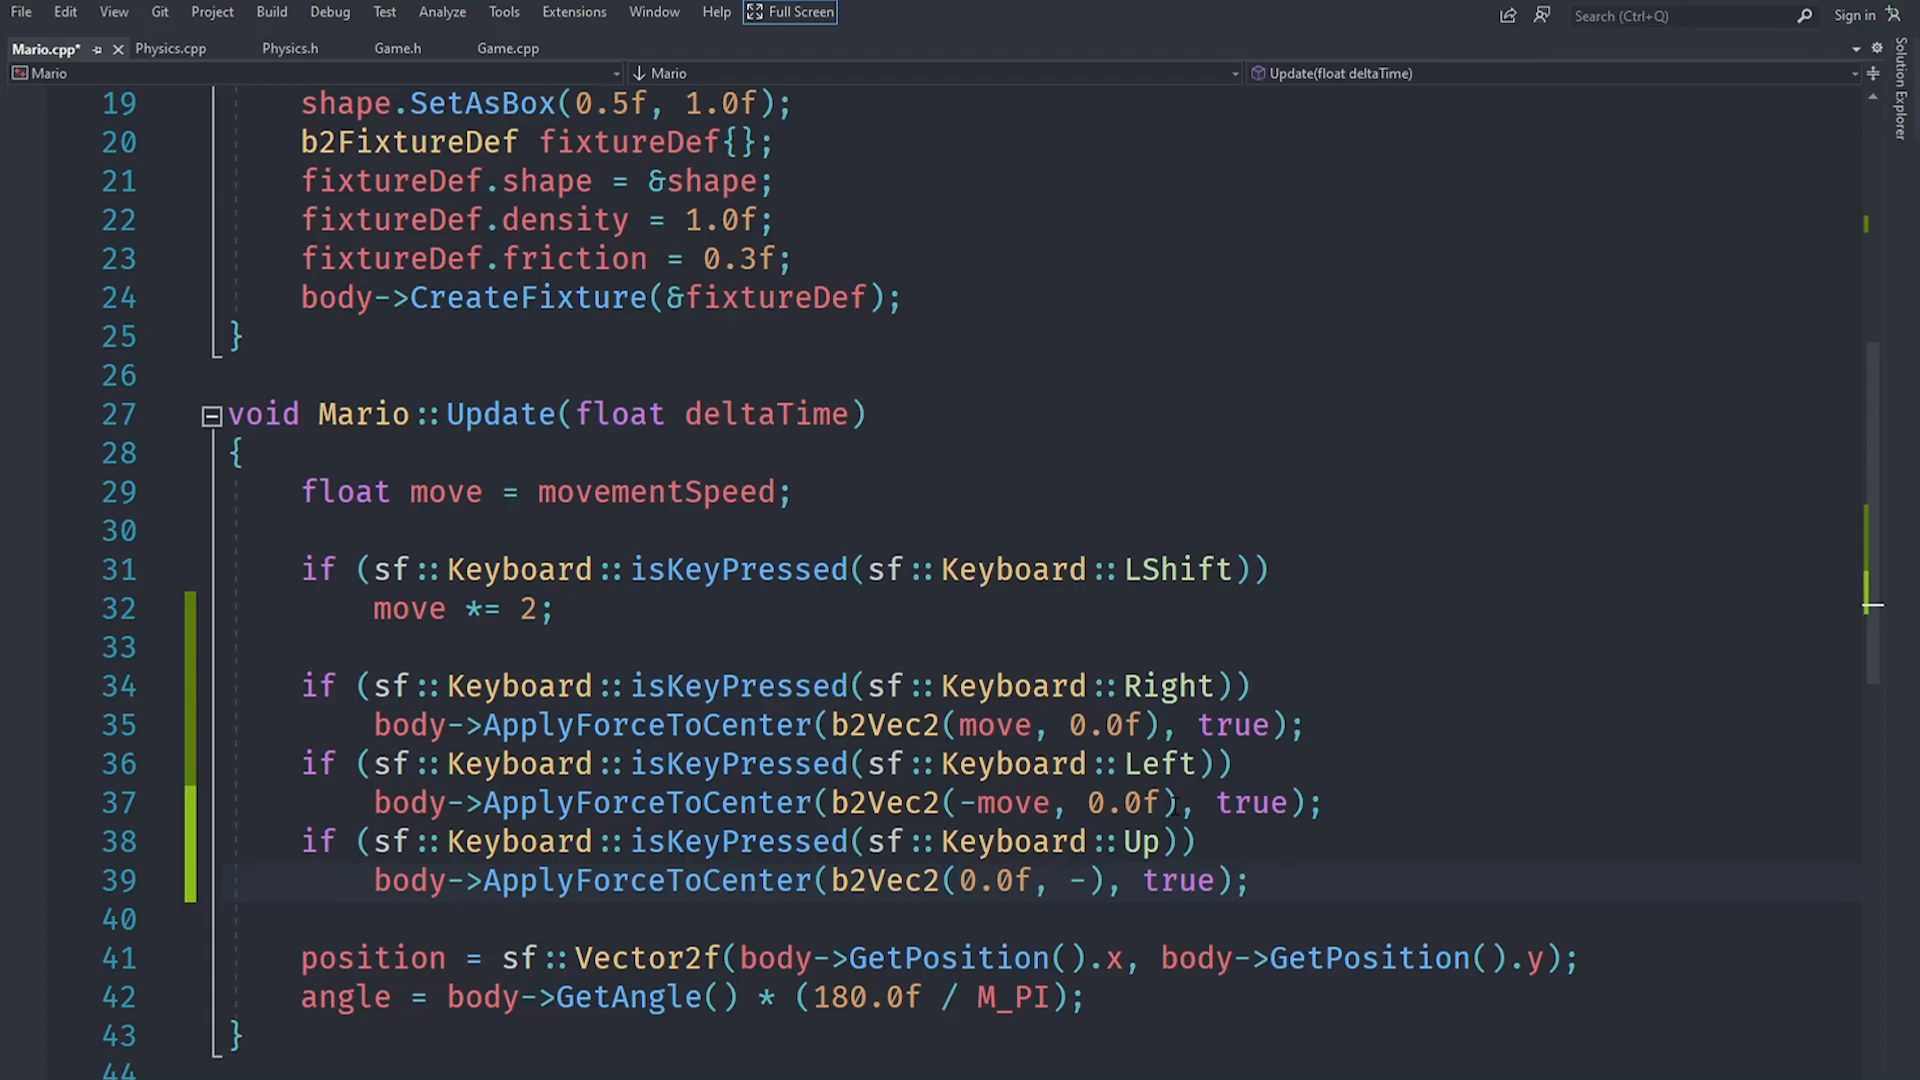 File Edit View Git Project Build Debug Test Analyze Tools Extensions Window Help Full Screen Search (Ctrl+Q) Sign in
Mario.cpp* Physics.cpp Physics.h Game.h Game.cpp
Mario Mario Update(float deltaTime)
Solution Explorer
19 shape.SetAsBox(0.5f, 1.0f);
20 b2FixtureDef fixtureDef{};
21 fixtureDef.shape = &shape;
22 fixtureDef.density = 1.0f;
23 fixtureDef.friction = 0.3f;
24 body->CreateFixture(&fixtureDef);
25 }
26
27 void Mario::Update(float deltaTime)
28 {
29 float move = movementSpeed;
30
31 if (sf::Keyboard::isKeyPressed(sf::Keyboard::LShift))
32 move *= 2;
33
34 if (sf::Keyboard::isKeyPressed(sf::Keyboard::Right))
35 body->ApplyForceToCenter(b2Vec2(move, 0.0f), true);
36 if (sf::Keyboard::isKeyPressed(sf::Keyboard::Left))
37 body->ApplyForceToCenter(b2Vec2(-move, 0.0f), true);
38 if (sf::Keyboard::isKeyPressed(sf::Keyboard::Up))
39 body->ApplyForceToCenter(b2Vec2(0.0f, -), true);
40
41 position = sf::Vector2f(body->GetPosition().x, body->GetPosition().y);
42 angle = body->GetAngle() * (180.0f / M_PI);
43 }
44